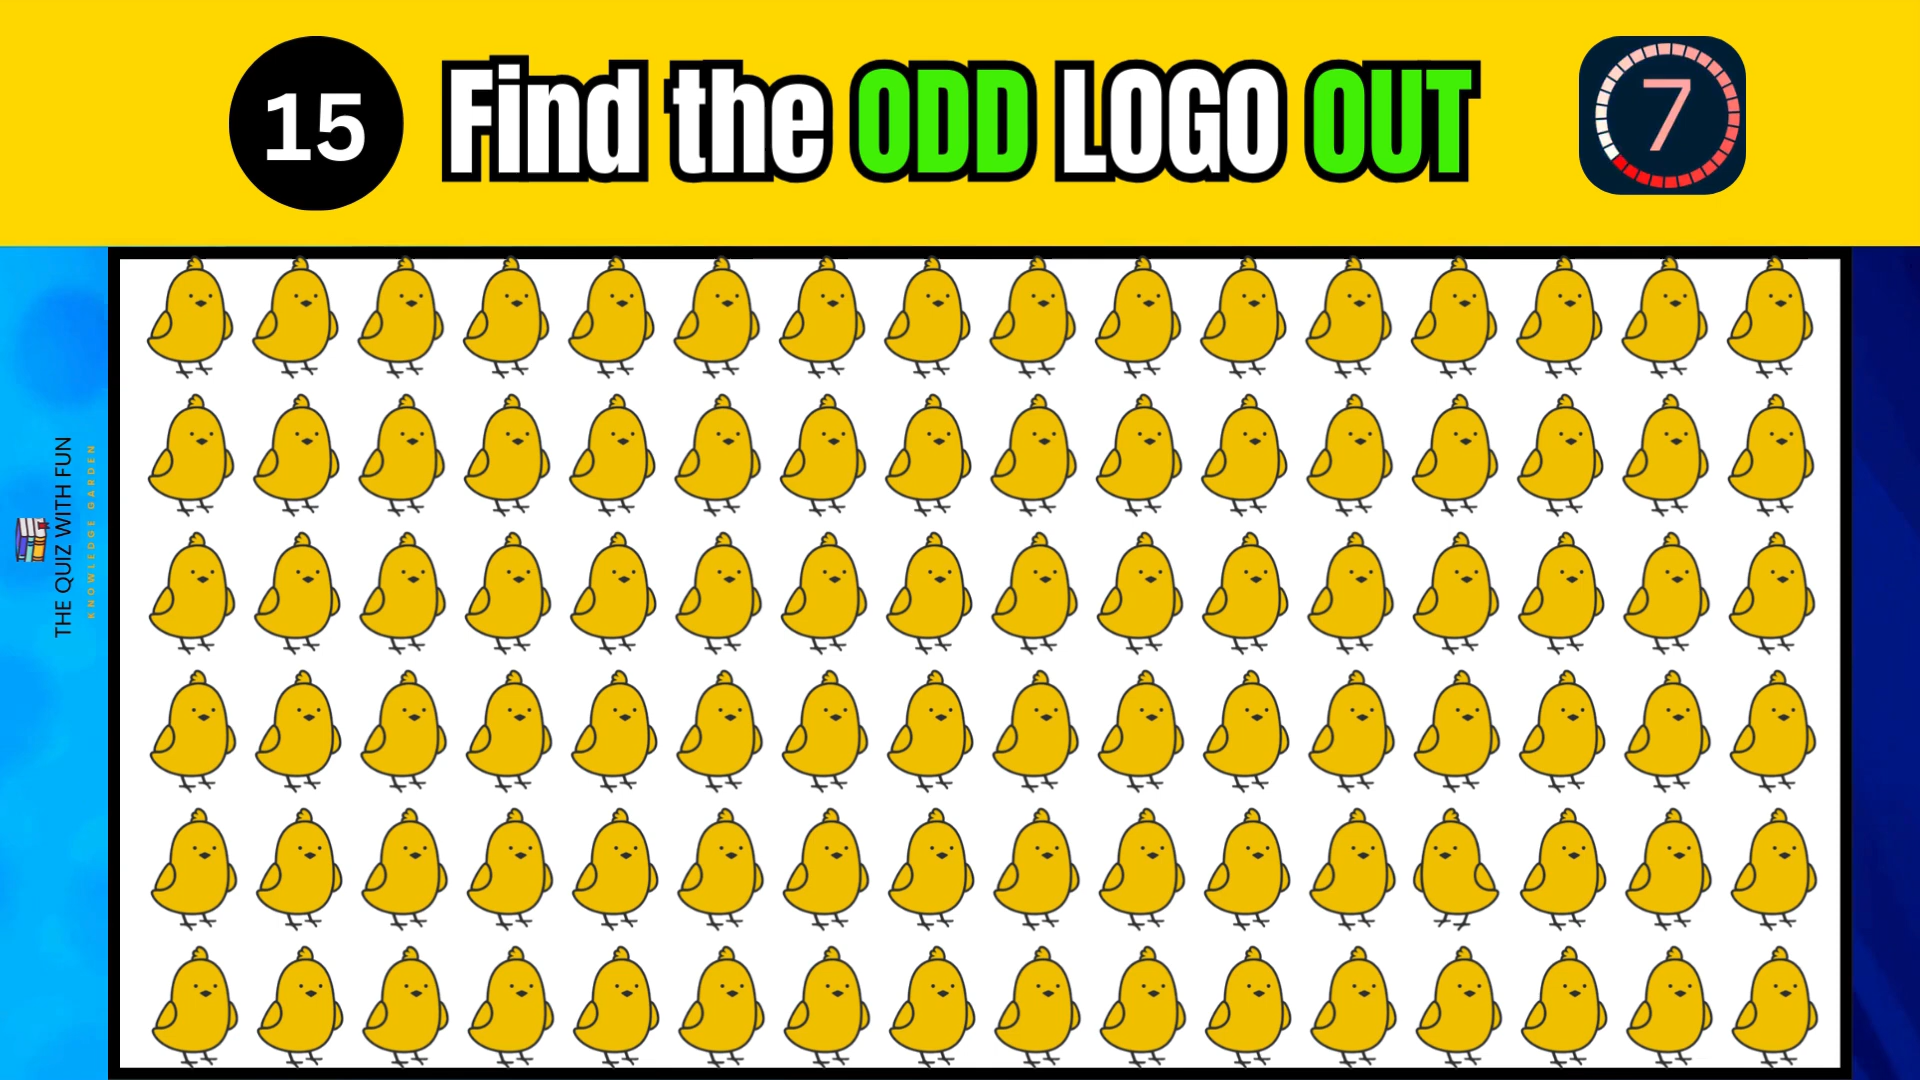 15
Find the ODD LOGO OUT
7
THE QUIZ WITH FUN
KNOWLEDGE GARDEN